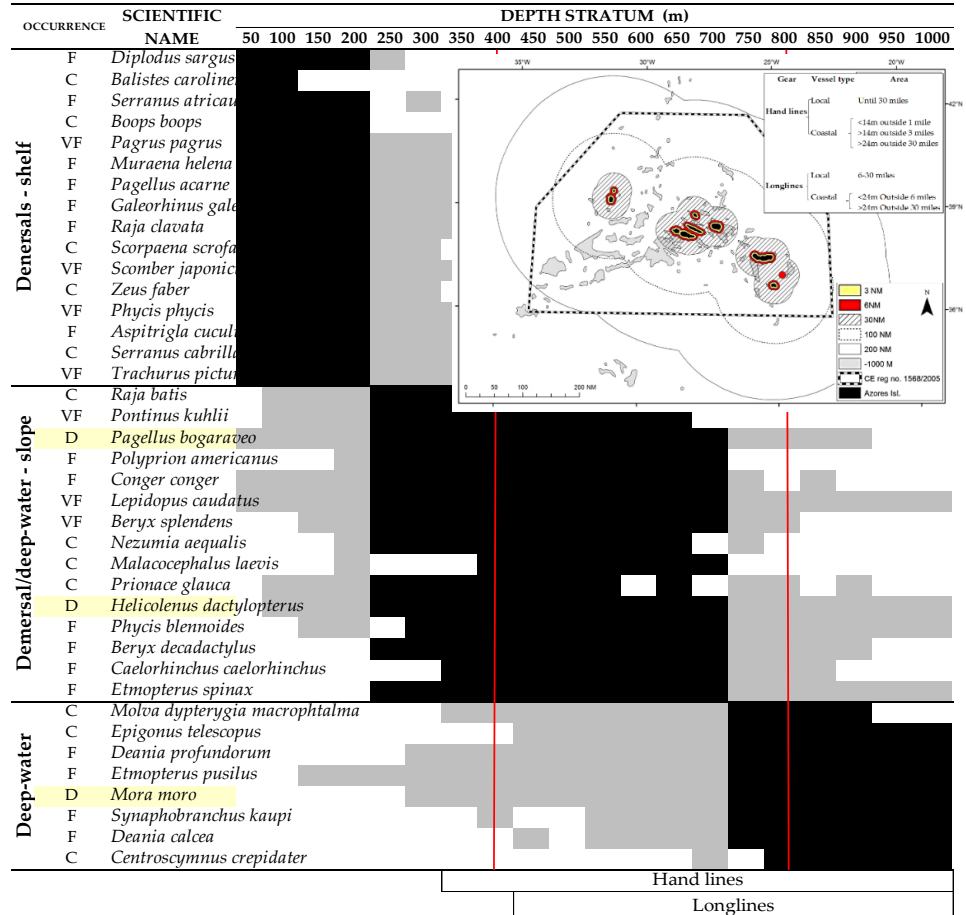 OCCURRENCE SCIENTIFIC NAME DEPTH STRATUM (m)
50 100 150 200 250 300 350 400 450 500 550 600 650 700 750 800 850 900 950 1000
Denersals - shelf
F Diplodus sargus
C Balistes caroline
F Serranus atricau
C Boops boops
VF Pagrus pagrus
F Muraena helena
F Pagellus acarne
F Galeorhinus gale
F Raja clavata
C Scorpaena scrofa
VF Scomber japonic
C Zeus faber
VF Phycis phycis
F Aspitrigla cucul
C Serranus cabrill
VF Trachurus pictur
35°W 30°W 25°W 20°W
42°N
39°N
36°N
Gear Vessel type Area
Hand lines
Local Until 30 miles
Coastal
<14m outside 1 mile
>14m outside 3 miles
>24m outside 30 miles
Longlines
Local 6-30 miles
Coastal
<24m Outside 6 miles
>24m Outside 30 miles
3 NM
6NM
30NM
100 NM
200 NM
-1000 M
CE reg no. 1568/2005
Azores Isl.
N
0 50 100 200 NM
Demersal/deep-water - slope
C Raja batis
VF Pontinus kuhlii
D Pagellus bogaraveo
F Polyprion americanus
F Conger conger
VF Lepidopus caudatus
VF Beryx splendens
C Nezumia aequalis
C Malacocephalus laevis
C Prionace glauca
D Helicolenus dactylopterus
F Phycis blennoides
F Beryx decadactylus
F Caelorhinchus caelorhinchus
F Etmopterus spinax
Deep-water
C Molva dypterygia macrophtalma
C Epigonus telescopus
F Deania profundorum
F Etmopterus pusilus
D Mora moro
F Synaphobranchus kaupi
F Deania calcea
C Centroscymnus crepidater
Hand lines
Longlines